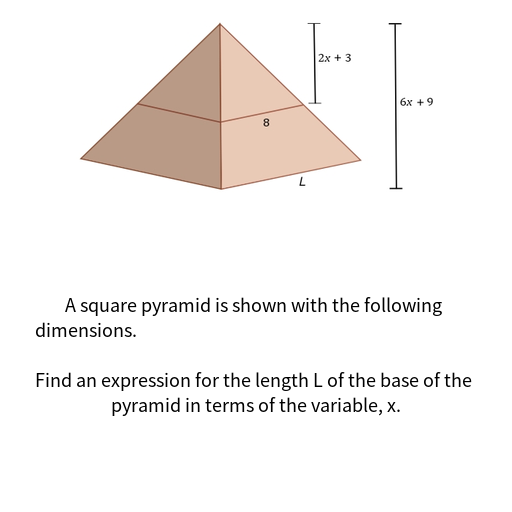 2x + 3
6x + 9
8
L
A square pyramid is shown with the following
dimensions.
Find an expression for the length L of the base of the
pyramid in terms of the variable, x.